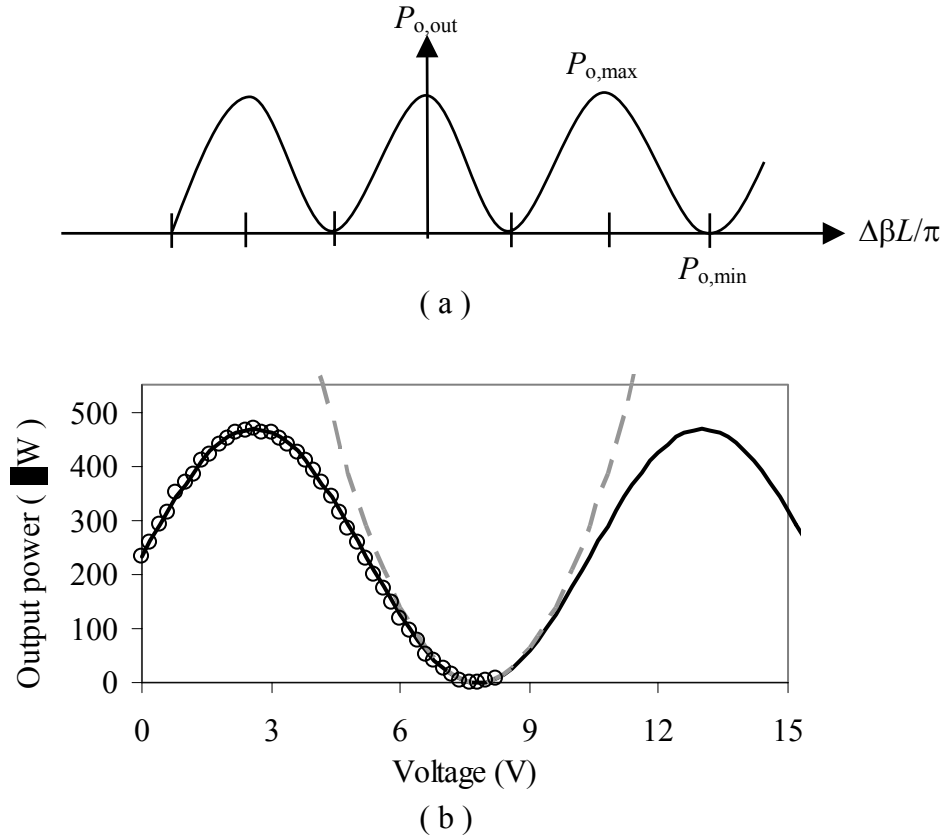 P_o,out
P_o,max
ΔβL/π
P_o,min
( a )
Output power ( W )
500
400
300
200
100
0
0 3 6 9 12 15
Voltage (V)
( b )